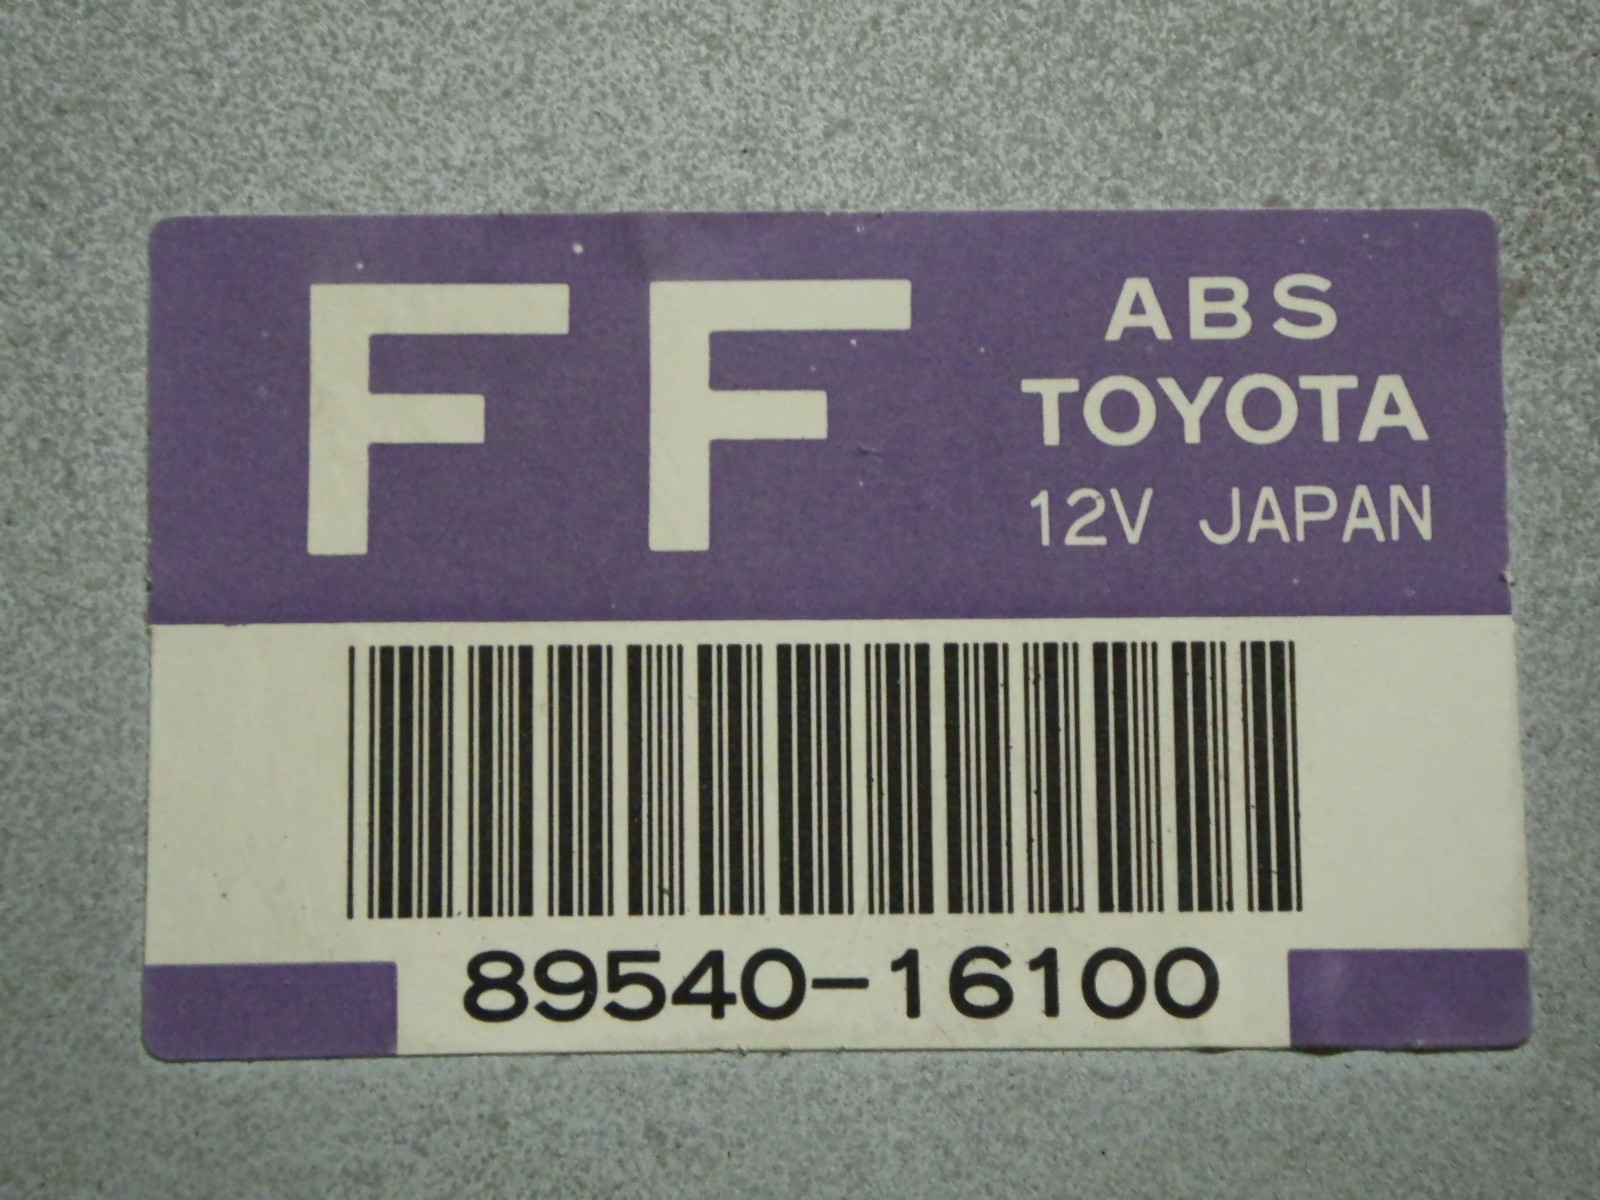 FF
ABS
TOYOTA
12V JAPAN
89540-16100